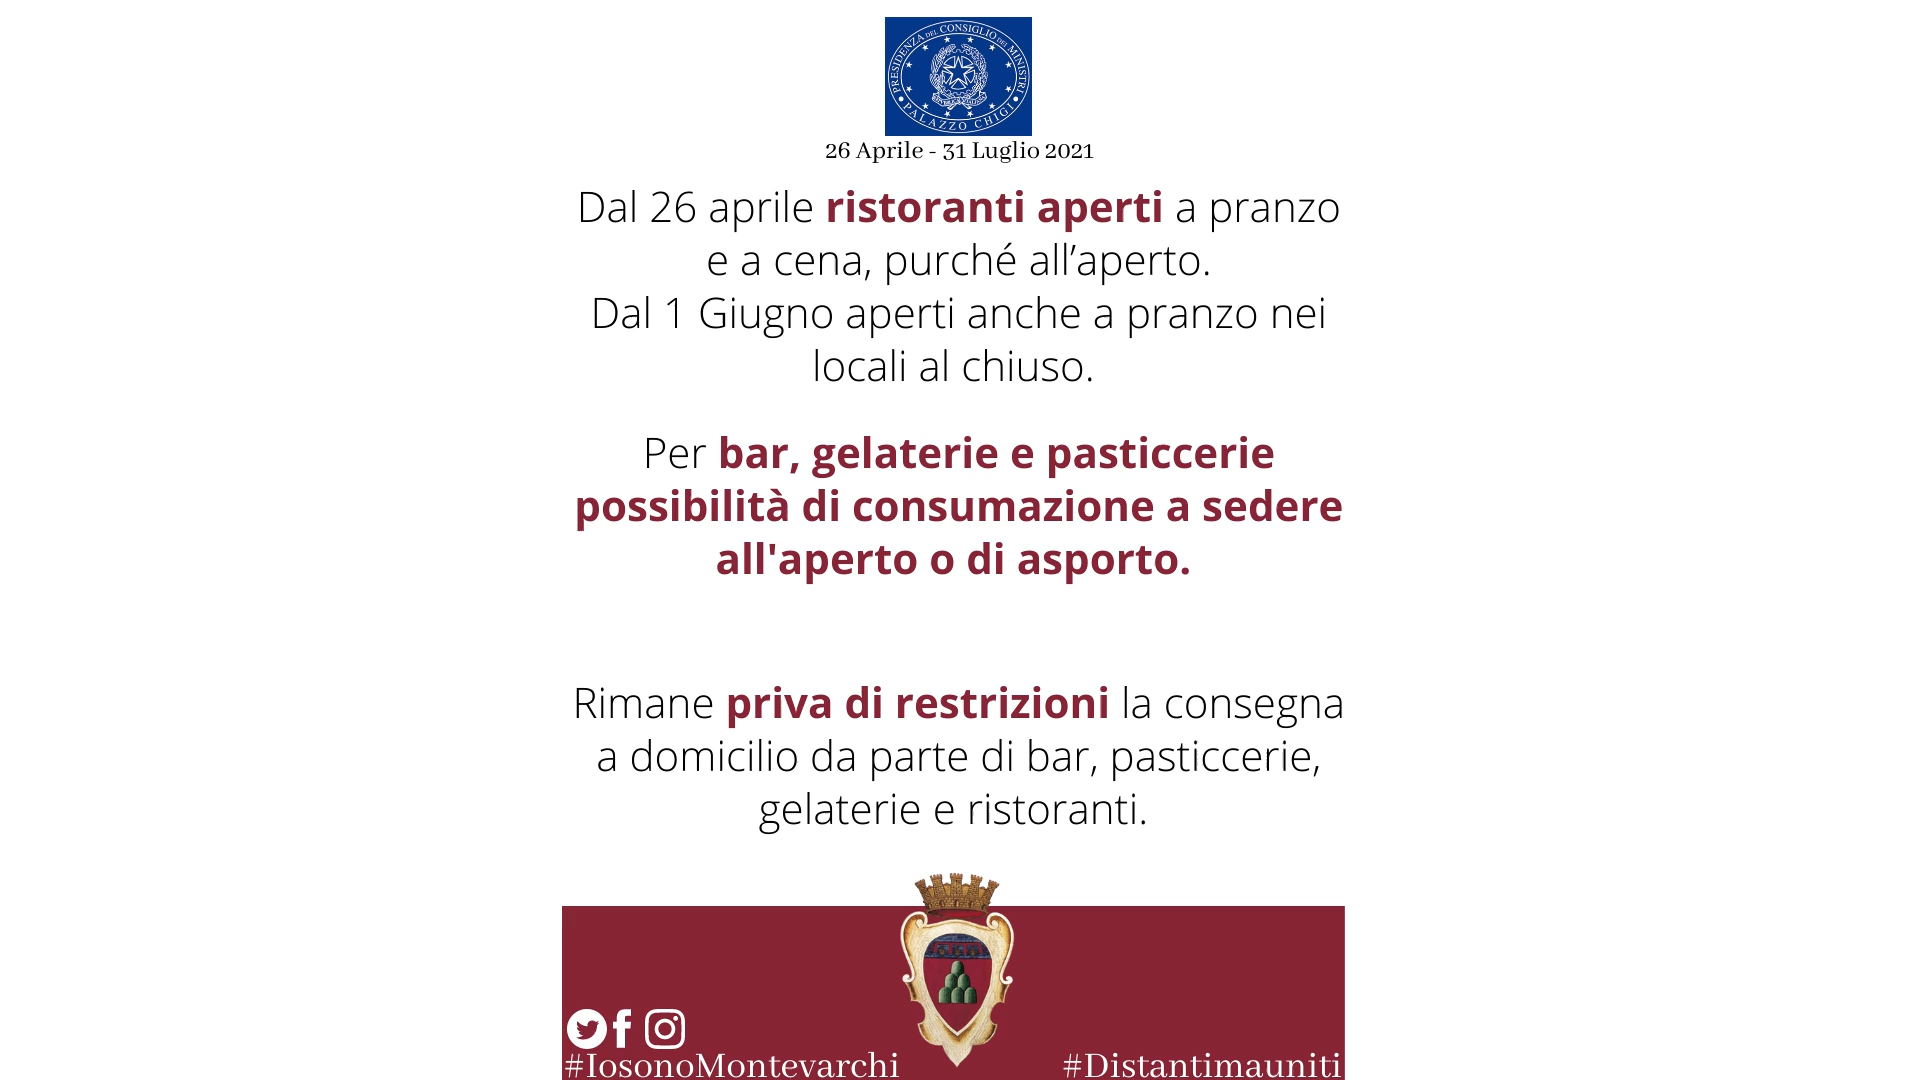 PRESIDENZA DEL CONSIGLIO DEI MINISTRI
PALAZZO CHIGI
26 Aprile - 31 Luglio 2021
Dal 26 aprile ristoranti aperti a pranzo
e a cena, purché all’aperto.
Dal 1 Giugno aperti anche a pranzo nei
locali al chiuso.
Per bar, gelaterie e pasticcerie
possibilità di consumazione a sedere
all'aperto o di asporto.
Rimane priva di restrizioni la consegna
a domicilio da parte di bar, pasticcerie,
gelaterie e ristoranti.
#IosonoMontevarchi
#Distantimauniti